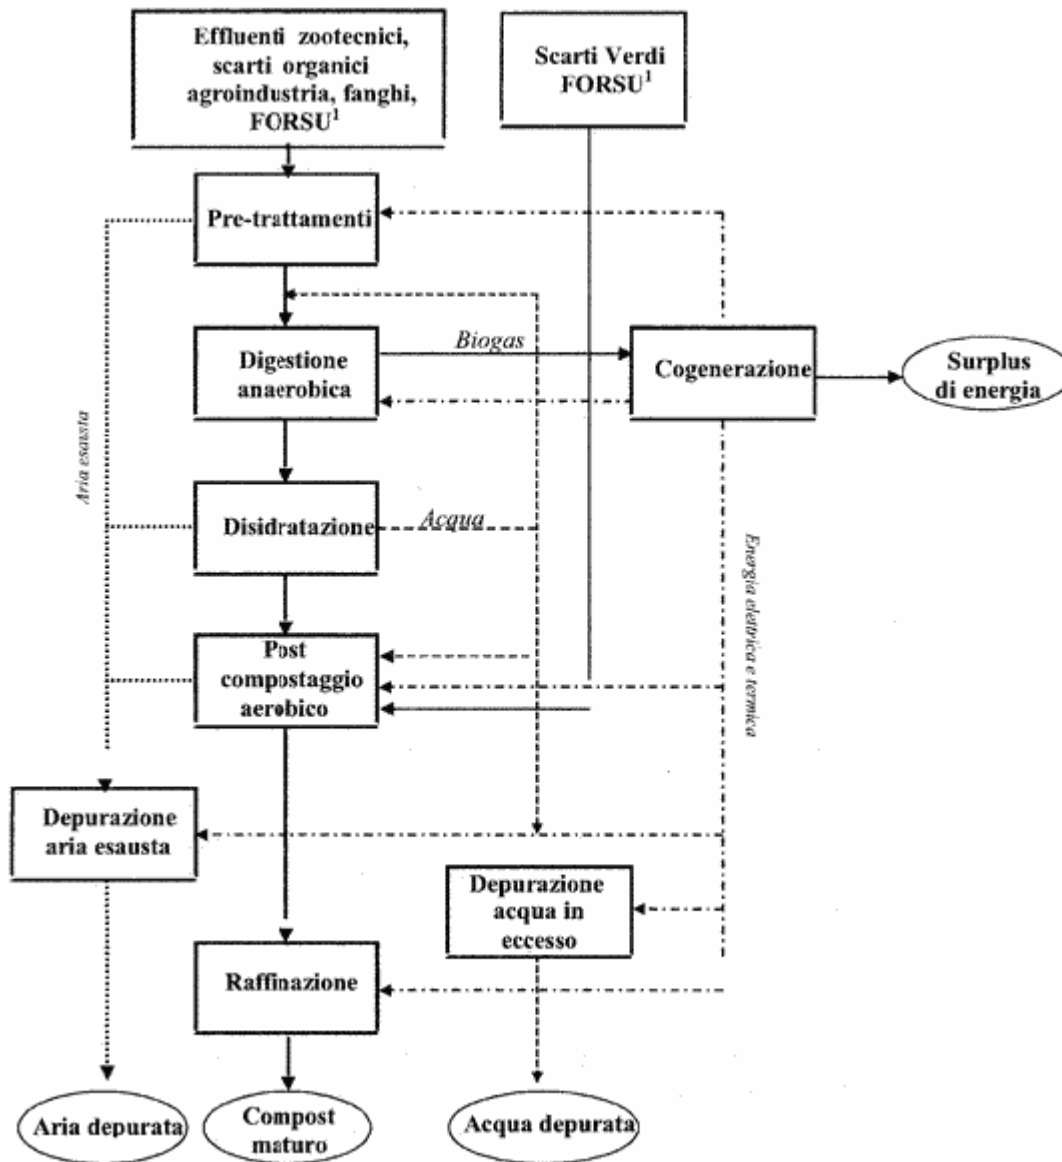 Effluenti zootecnici,
scarti organici
agroindustria, fanghi,
FORSU¹
Scarti Verdi
FORSU¹
Pre-trattamenti
Biogas
Digestione
anaerobica
Cogenerazione
Surplus
di energia
Aria esausta
Disidratazione
Acqua
Energia elettrica e termica
Post
compostaggio
aerobico
Depurazione
aria esausta
Depurazione
acqua in
eccesso
Raffinazione
Aria depurata
Compost
maturo
Acqua depurata